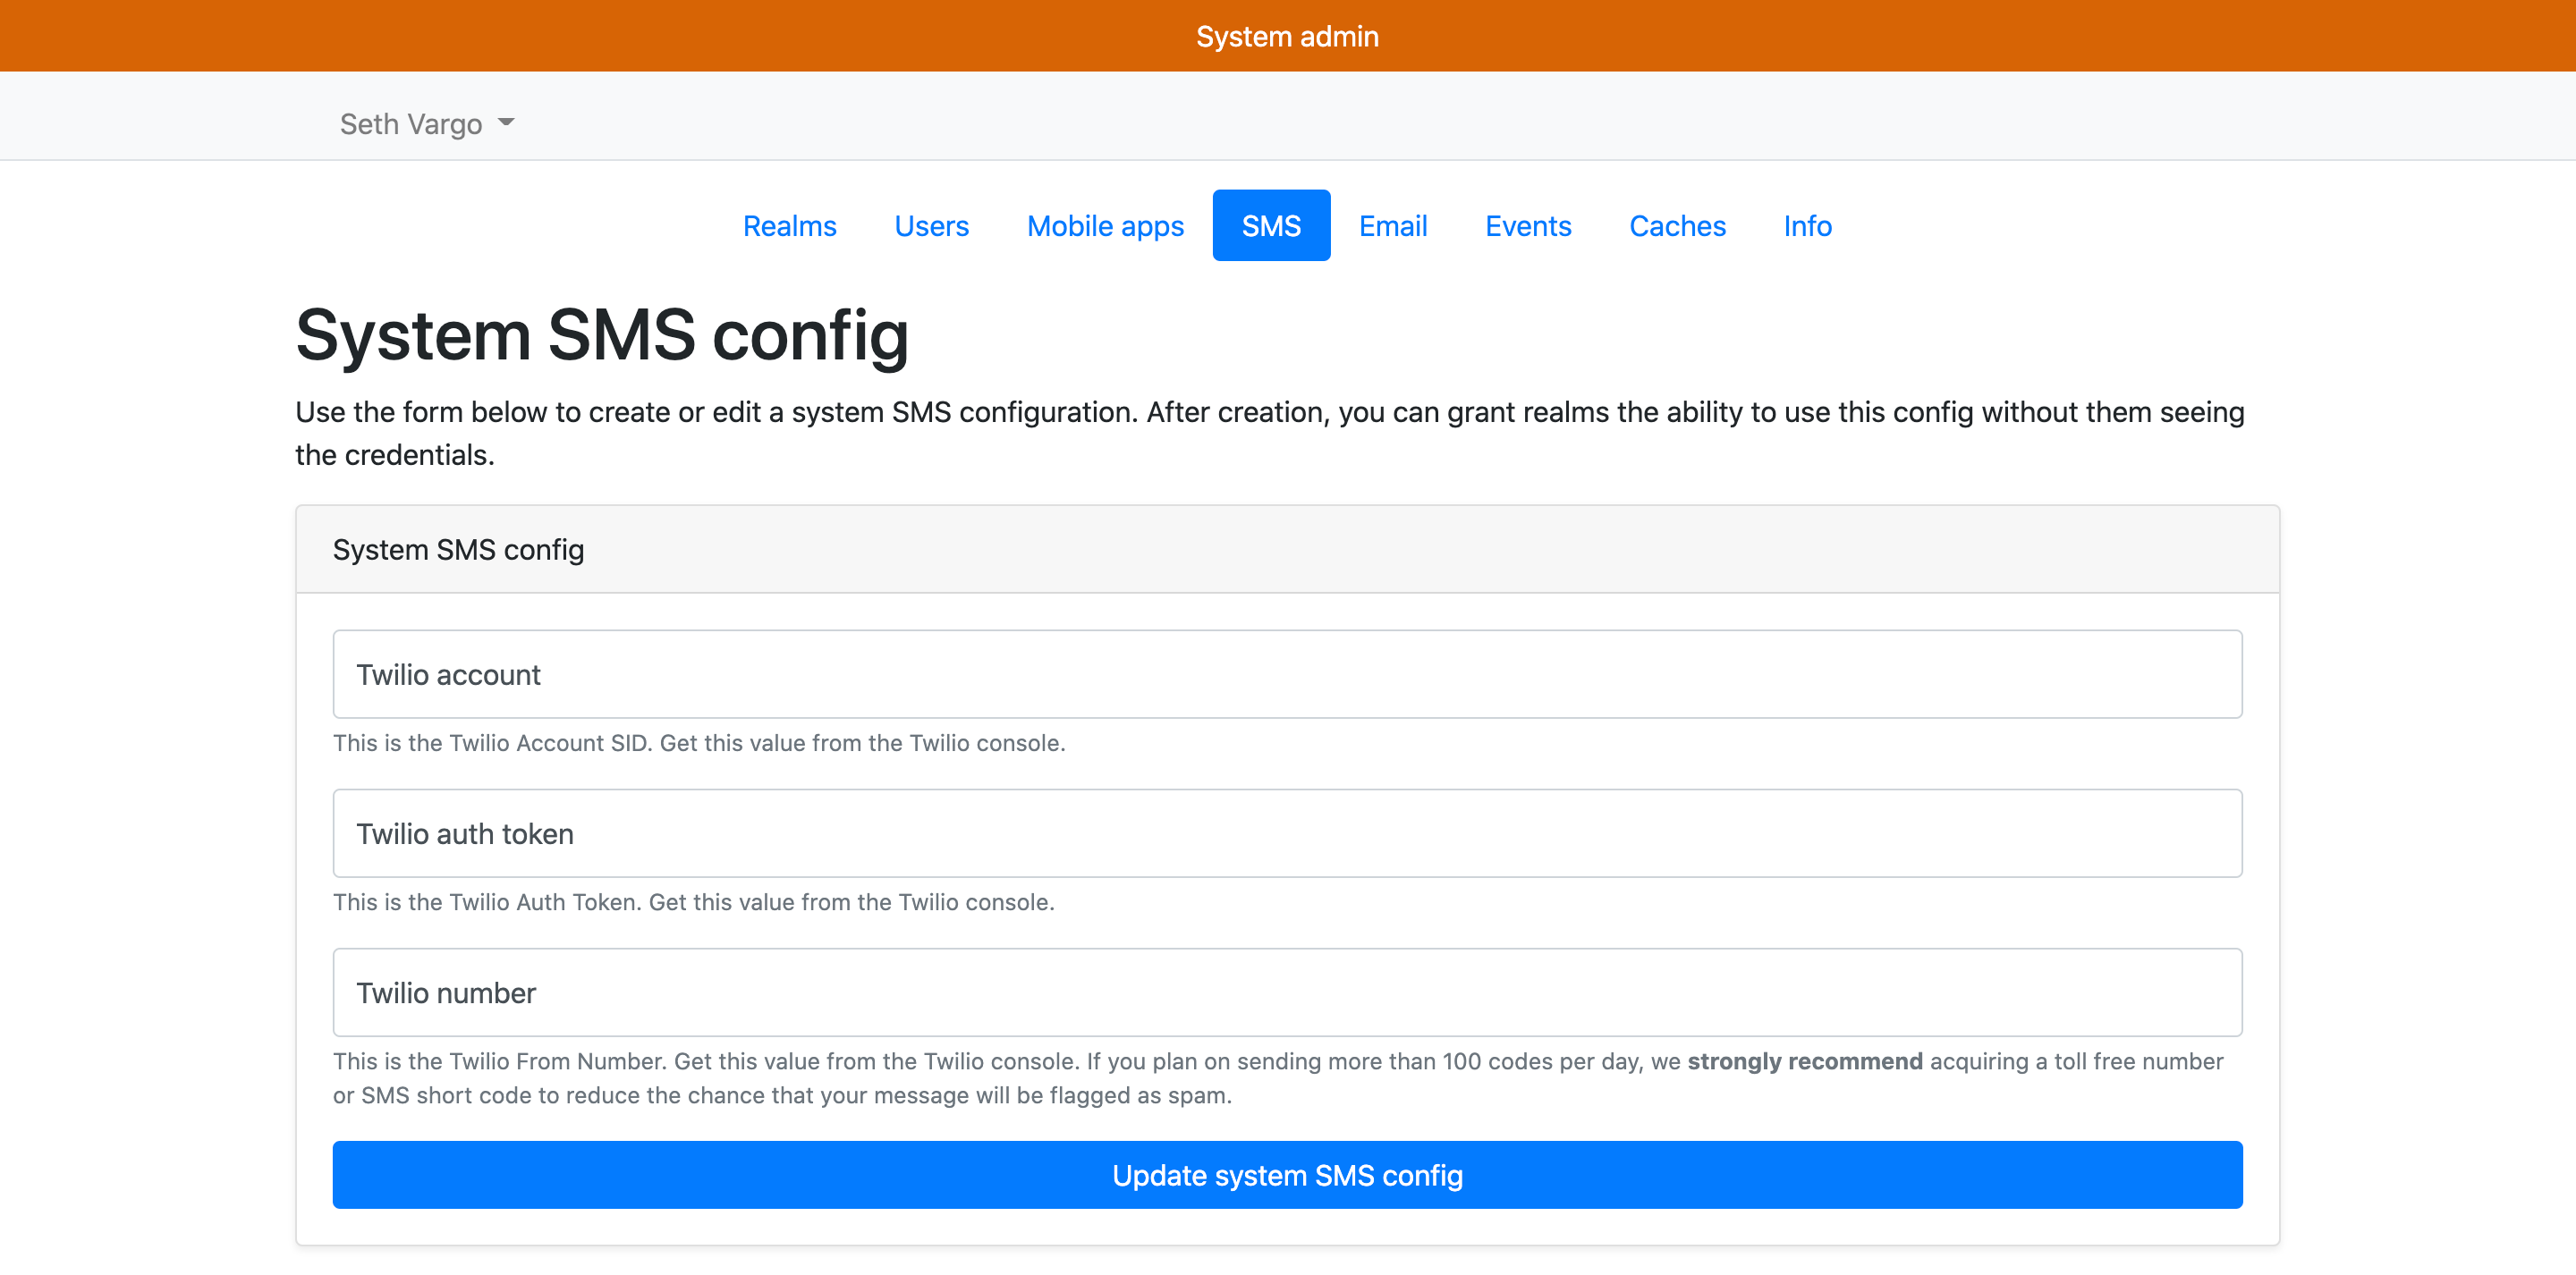 System admin
Seth Vargo
Realms Users Mobile apps SMS Email Events Caches Info
System SMS config
Use the form below to create or edit a system SMS configuration. After creation, you can grant realms the ability to use this config without them seeing
the credentials.
System SMS config
Twilio account
This is the Twilio Account SID. Get this value from the Twilio console.
Twilio auth token
This is the Twilio Auth Token. Get this value from the Twilio console.
Twilio number
This is the Twilio From Number. Get this value from the Twilio console. If you plan on sending more than 100 codes per day, we strongly recommend acquiring a toll free number
or SMS short code to reduce the chance that your message will be flagged as spam.
Update system SMS config